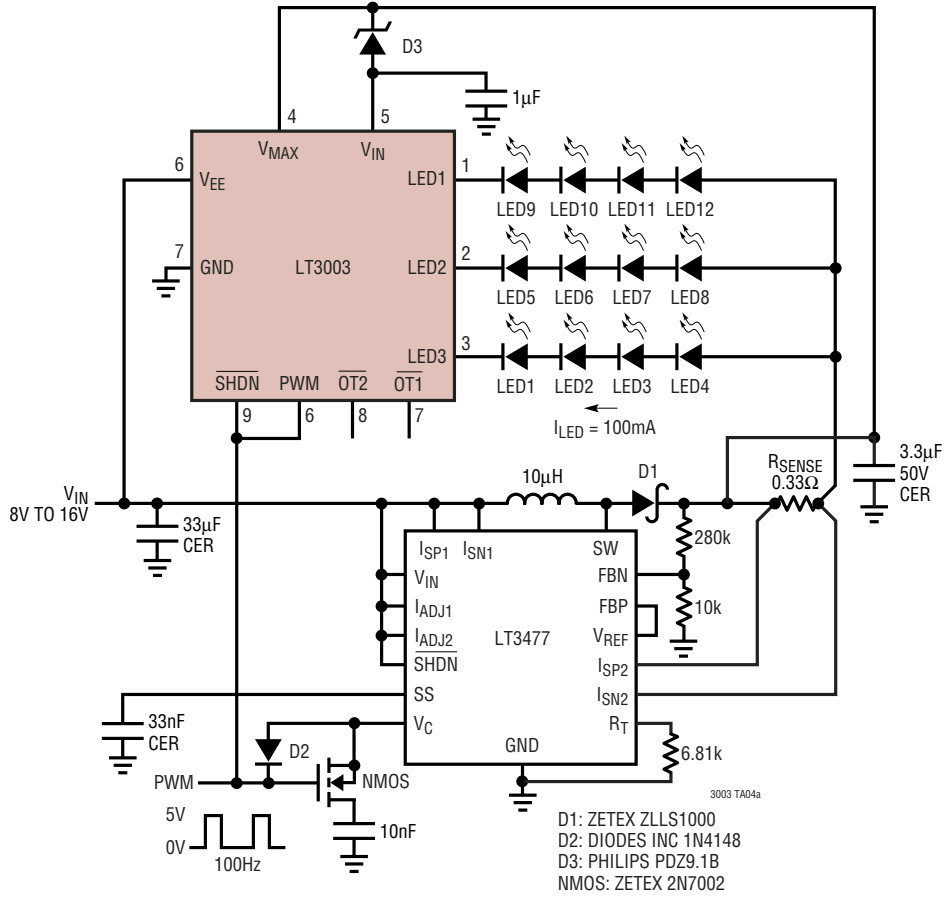 D3
1µF
4
5
VMAX
VIN
6
VEE
LED1
1
LED9 LED10 LED11 LED12
7
GND
LT3003
LED2
2
LED5 LED6 LED7 LED8
LED3
3
LED1 LED2 LED3 LED4
SHDN PWM OT2 OT1
9
6
8
7
ILED = 100mA
VIN
8V TO 16V
33µF
CER
10µH
D1
RSENSE
0.33Ω
3.3µF
50V
CER
ISP1 ISN1 SW
280k
VIN
FBN
IADJ1
FBP
10k
IADJ2
LT3477
VREF
SHDN
ISP2
SS
ISN2
33nF
CER
VC
RT
GND
6.81k
D2
NMOS
PWM
10nF
5V
0V
100Hz
3003 TA04a
D1: ZETEX ZLLS1000
D2: DIODES INC 1N4148
D3: PHILIPS PDZ9.1B
NMOS: ZETEX 2N7002